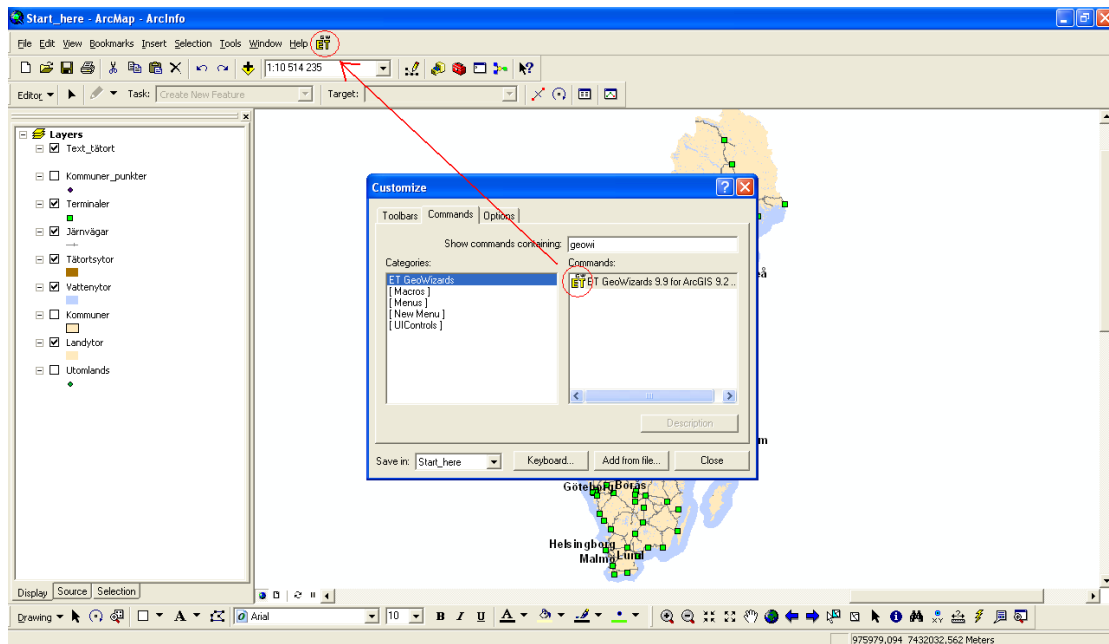 Start_here - ArcMap - ArcInfo
File Edit View Bookmarks Insert Selection Tools Window Help ET
1:10 514 235
Editor Task: Create New Feature Target:
Layers
Text_tätort
Kommuner_punkter
Terminaler
Järnvägar
Tätortsytor
Vattenytor
Kommuner
Landytor
Utomlands
Customize
Toolbars Commands Options
Show commands containing: geowi
Categories: Commands:
ET GeoWizards
[ Macros ]
[ Menus ]
[ New Menu ]
[ UIControls ]
ET ET GeoWizards 9.9 for ArcGIS 9.2 ..
Description
Save in: Start_here Keyboard... Add from file... Close
eå
m
Göteborg Borås
Helsingborg
Malmö Lund
Display Source Selection
Drawing A Arial 10 B I U A
975979,094 7432032,562 Meters